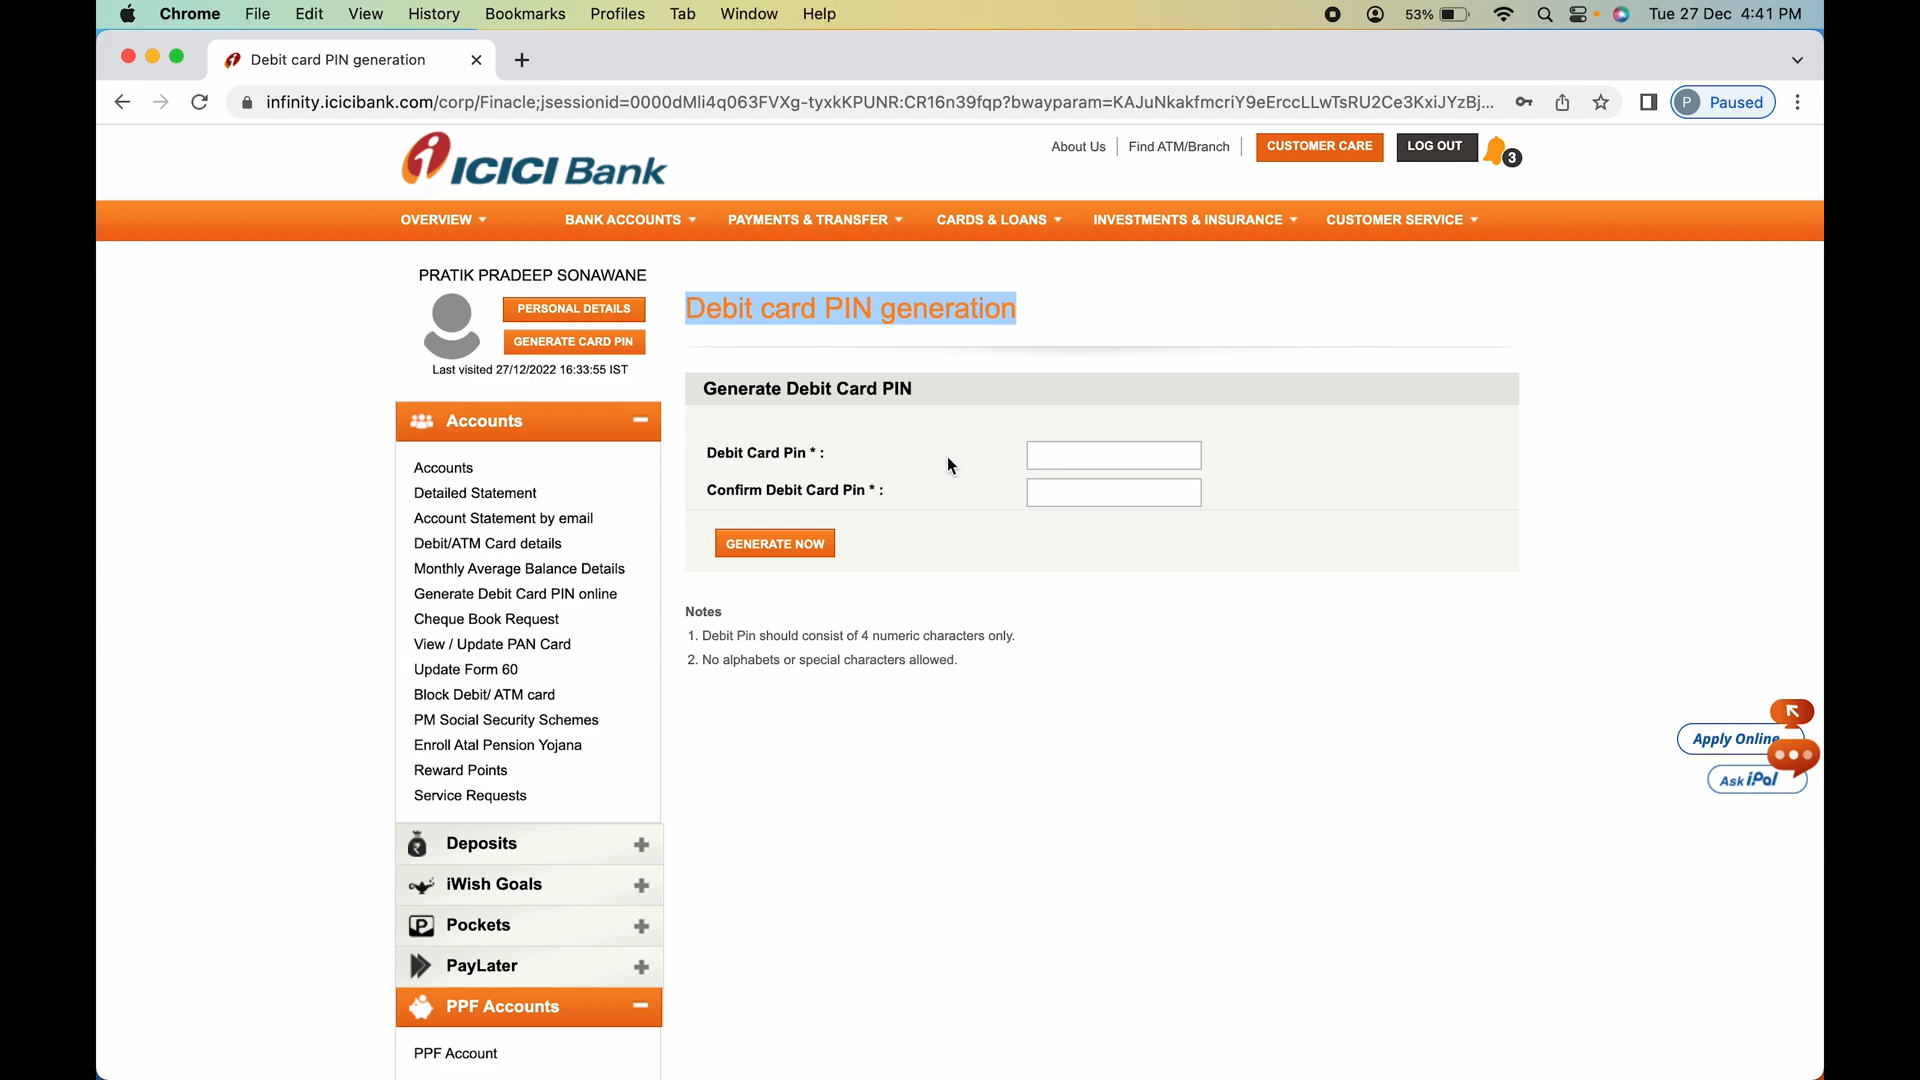 Chrome File Edit View History Bookmarks Profiles Tab Window Help 53% Tue 27 Dec 4:41 PM
Debit card PIN generation
infinity.icicibank.com/corp/Finacle;jsessionid=0000dMli4q063FVXg-tyxkKPUNR:CR16n39fqp?bwayparam=KAJuNkakfmcriY9eErccLLwTsRU2Ce3KxiJYzBj... P Paused
ICICI Bank
About Us Find ATM/Branch CUSTOMER CARE LOG OUT 3
OVERVIEW BANK ACCOUNTS PAYMENTS & TRANSFER CARDS & LOANS INVESTMENTS & INSURANCE CUSTOMER SERVICE
PRATIK PRADEEP SONAWANE
PERSONAL DETAILS
GENERATE CARD PIN
Last visited 27/12/2022 16:33:55 IST
Accounts
Accounts
Detailed Statement
Account Statement by email
Debit/ATM Card details
Monthly Average Balance Details
Generate Debit Card PIN online
Cheque Book Request
View / Update PAN Card
Update Form 60
Block Debit/ ATM card
PM Social Security Schemes
Enroll Atal Pension Yojana
Reward Points
Service Requests
Deposits
iWish Goals
Pockets
PayLater
PPF Accounts
PPF Account
Debit card PIN generation
Generate Debit Card PIN
Debit Card Pin * :
Confirm Debit Card Pin * :
GENERATE NOW
Notes
1. Debit Pin should consist of 4 numeric characters only.
2. No alphabets or special characters allowed.
Apply Online
Ask iPal